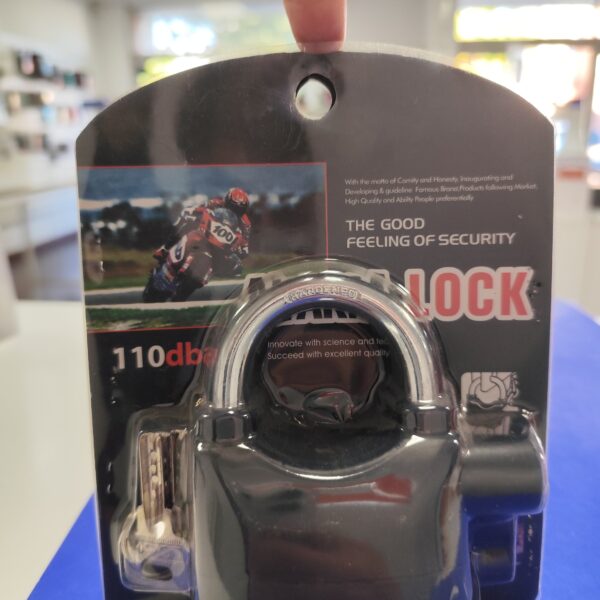 With the motto of Comity and Honesty, Inaugurating and
Developing & guideline Famous Brand,Products following Market,
High Quality and Ability People preferentially
THE GOOD
FEELING OF SECURITY
LOCK
HARDENED
100
110dba
Innovate with science and
Succeed with excellent quality